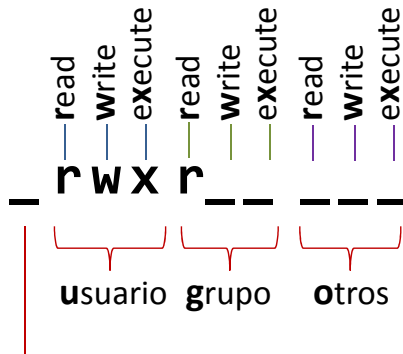 read write execute read write execute read write execute
_ r w x r _ _ _ _ _
usuario grupo otros